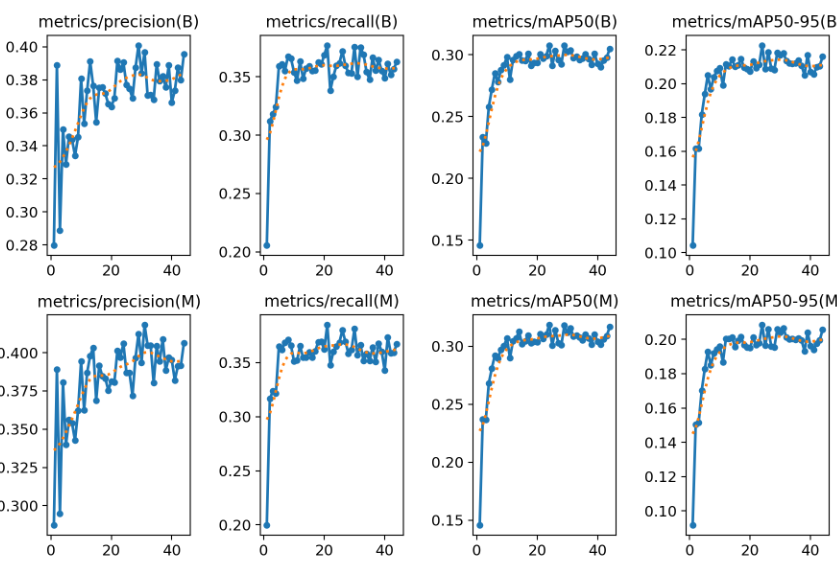 metrics/precision(B) metrics/recall(B) metrics/mAP50(B) metrics/mAP50-95(B
0.40 0.38 0.36 0.34 0.32 0.30 0.28
0.35 0.30 0.25 0.20
0.30 0.25 0.20 0.15
0.22 0.20 0.18 0.16 0.14 0.12 0.10
0 20 40 0 20 40 0 20 40 0 20 40
metrics/precision(M) metrics/recall(M) metrics/mAP50(M) metrics/mAP50-95(M
0.400 0.375 0.350 0.325 0.300
0.35 0.30 0.25 0.20
0.30 0.25 0.20 0.15
0.20 0.18 0.16 0.14 0.12 0.10
0 20 40 0 20 40 0 20 40 0 20 40